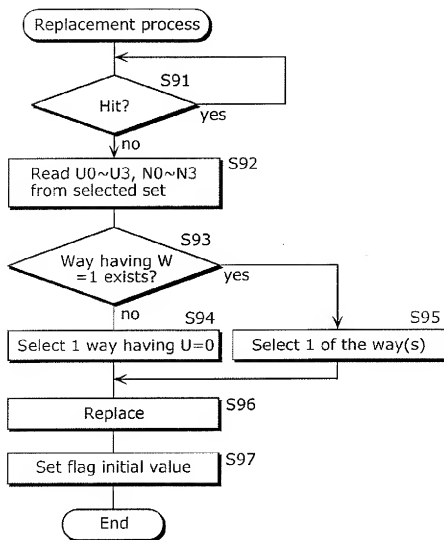 Replacement process
S91
Hit?
yes
no
S92
Read U0~U3, N0~N3
from selected set
S93
Way having W
=1 exists?
yes
no
S94
Select 1 way having U=0
S95
Select 1 of the way(s)
Replace
S96
Set flag initial value
S97
End